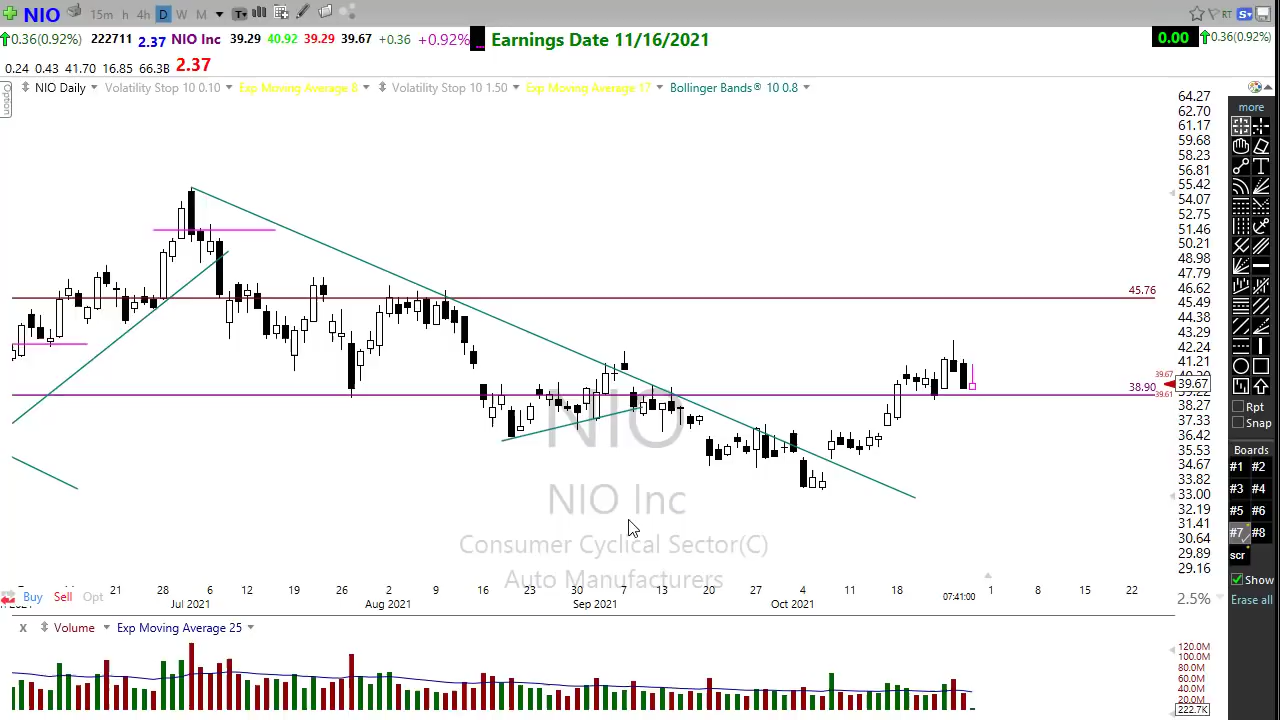 NIO 15m h 4h D W M T RT S
0.36(0.92%) 222711 2.37 NIO Inc 39.29 40.92 39.29 39.67 +0.36 +0.92% Earnings Date 11/16/2021 0.00 0.36(0.92%)
0.24 0.43 41.70 16.85 66.3B 2.37
Option
NIO Daily Volatility Stop 10 0.10 Exp Moving Average 8 Volatility Stop 10 1.50 Exp Moving Average 17 Bollinger Bands® 10 0.8
64.27
62.70
61.17
59.68
58.23
56.81
55.42
54.07
52.75
51.46
50.21
48.98
47.79
46.62
45.49
44.38
43.29
42.24
41.21
39.67
38.27
37.33
36.42
35.53
34.67
33.82
33.00
32.19
31.41
30.64
29.89
29.16
2.5%
45.76
39.67
38.90
39.61
NIO
NIO Inc
Consumer Cyclical Sector(C)
Auto Manufacturers
21 28 6 12 19 26 2 9 16 23 30 7 13 20 27 4 11 18 07:41:00 1 8 15 22
Jul 2021 Aug 2021 Sep 2021 Oct 2021
Buy Sell Opt
X Volume Exp Moving Average 25
120.0M
100.0M
80.0M
60.0M
40.0M
20.0M
222.7K
more
Rpt
Snap
Boards
#1 #2
#3 #4
#5 #6
#7 #8
scr
Show
Erase all